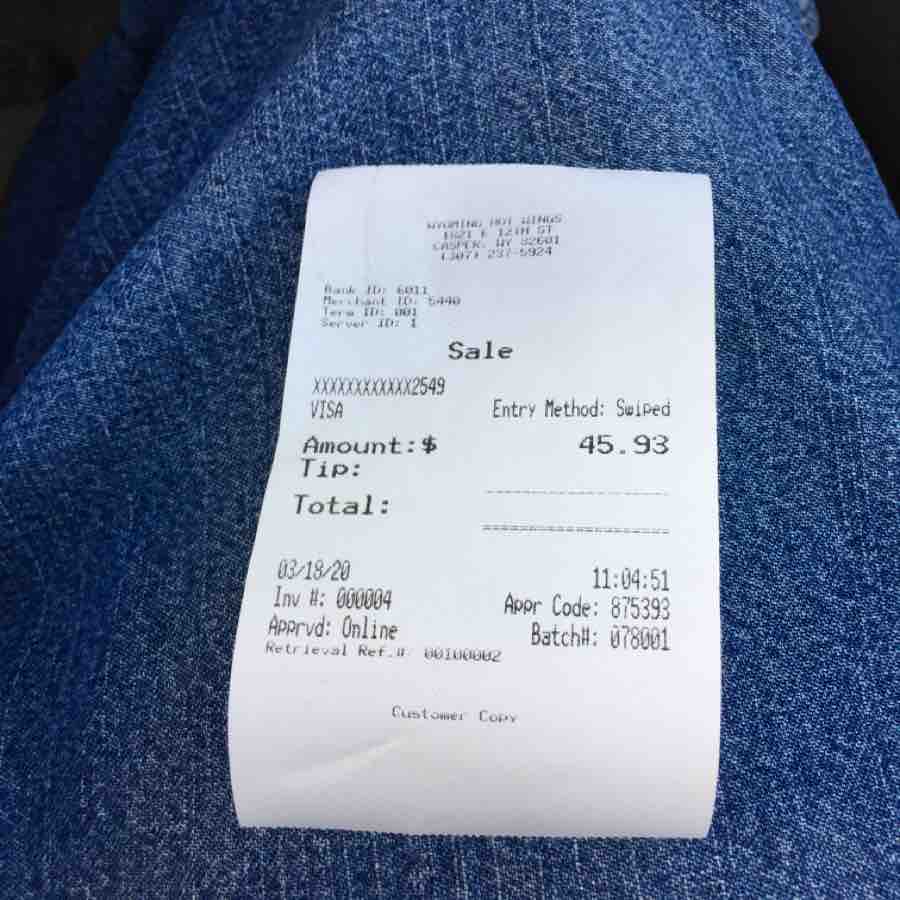 WYOMING HOT WINGS
1621 E 12TH ST
CASPER, WY 82601
(307) 237-5924
Bank ID: 6011
Merchant ID: 5440
Term ID: 001
Server ID: 1
Sale
XXXXXXXXXXXX2549
VISA Entry Method: Swiped
Amount:$ 45.93
Tip:
Total:
03/18/20 11:04:51
Inv #: 000004 Appr Code: 875393
Apprvd: Online Batch#: 078001
Retrieval Ref.#: 00100002
Customer Copy